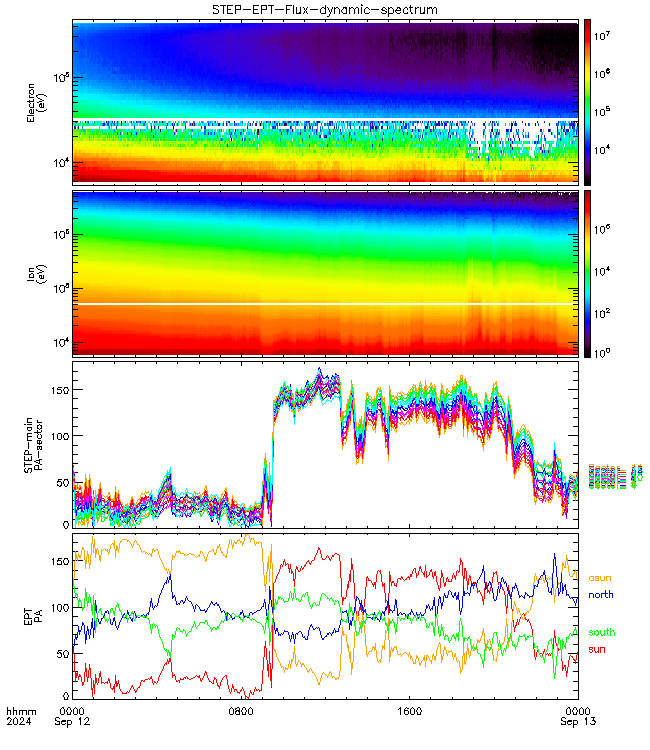 STEP-EPT-Flux-dynamic-spectrum
Electron
(eV)
10⁵
10⁴
10⁷
10⁶
10⁵
10⁴
Ion
(eV)
10⁶
10⁵
10⁴
10⁶
10⁴
10²
10⁰
STEP-main
PA-sector
150
100
50
0
EPT
PA
150
100
50
0
asun
north
south
sun
hhmm
2024
0000
Sep 12
0800
1600
0000
Sep 13